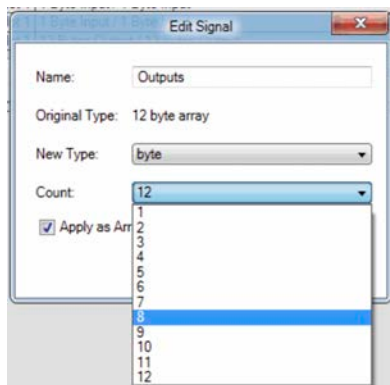 Edit Signal
Name: Outputs
Original Type: 12 byte array
New Type: byte
Count: 12
Apply as Arr
1
2
3
4
5
6
7
8
9
10
11
12